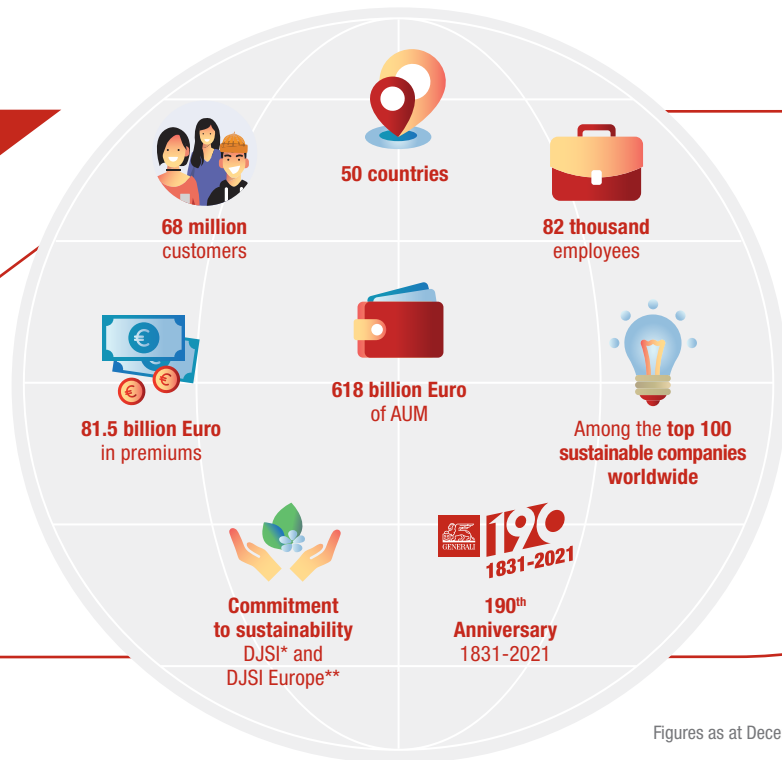 50 countries
68 million
customers
82 thousand
employees
618 billion Euro
of AUM
81.5 billion Euro
in premiums
Among the top 100
sustainable companies
worldwide
GENERALI
190
1831-2021
Commitment
to sustainability
DJSI* and
DJSI Europe**
190th
Anniversary
1831-2021
Figures as at